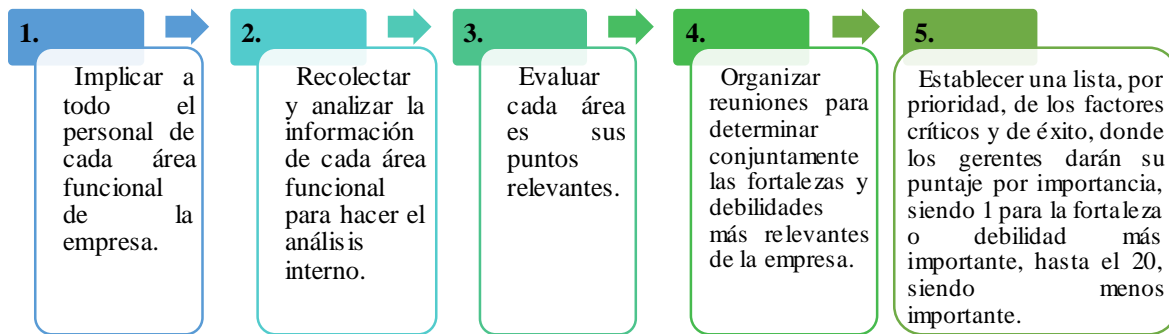 1.
Implicar a
todo el
personal de
cada área
funcional
de la
empresa.
2.
Recolectar
y analizar la
información
de cada área
funcional
para hacer el
análisis
interno.
3.
Evaluar
cada área
es sus
puntos
relevantes.
4.
Organizar
reuniones para
determinar
conjuntamente
las fortalezas y
debilidades
más relevantes
de la empresa.
5.
Establecer una lista, por
prioridad, de los factores
críticos y de éxito, donde
los gerentes darán su
puntaje por importancia,
siendo 1 para la fortaleza
o debilidad más
importante, hasta el 20,
siendo menos
importante.